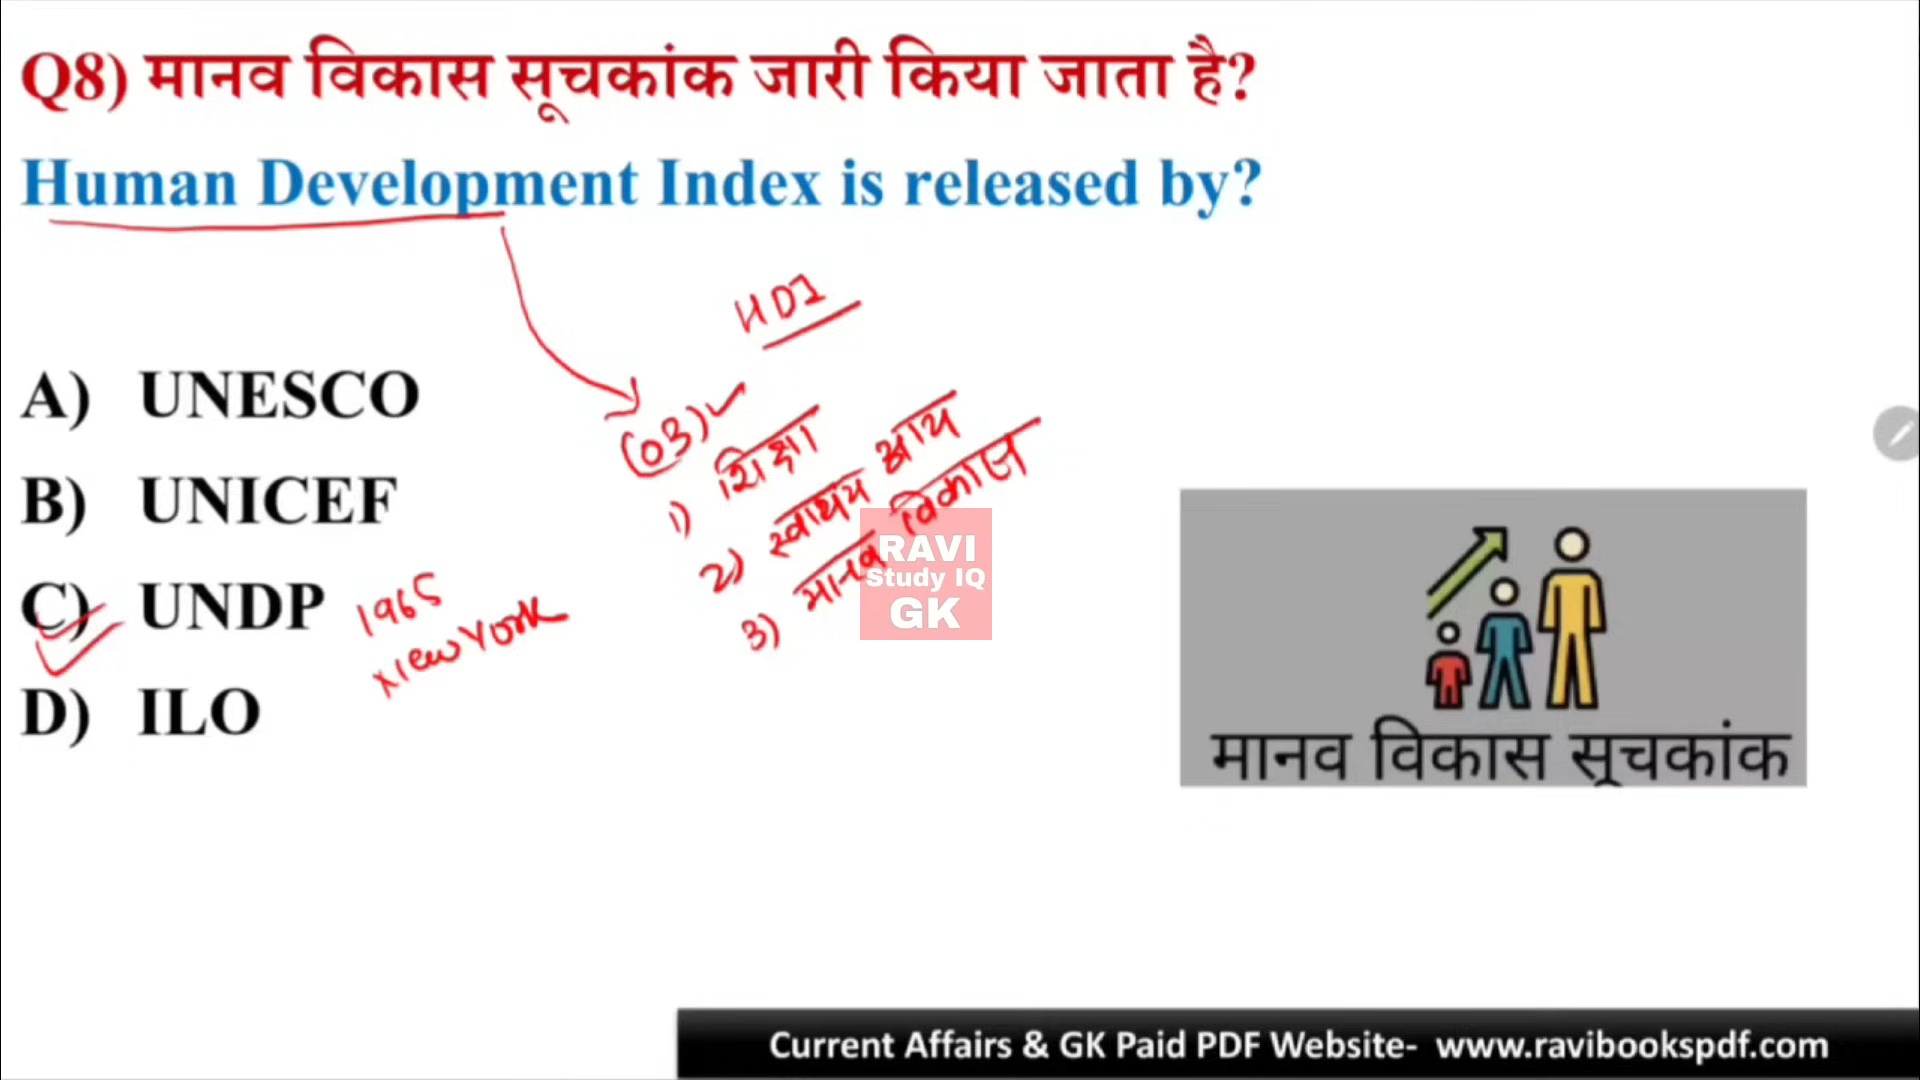 Q8) मानव विकास सूचकांक जारी किया जाता है?
Human Development Index is released by?
HDI
(03)
1) शिक्षा
2) स्वाथ्य आय
3) मानव विकास
A) UNESCO
B) UNICEF
C) UNDP
1965
New York
D) ILO
RAVI
Study IQ
GK
मानव विकास सूचकांक
Current Affairs & GK Paid PDF Website- www.ravibookspdf.com